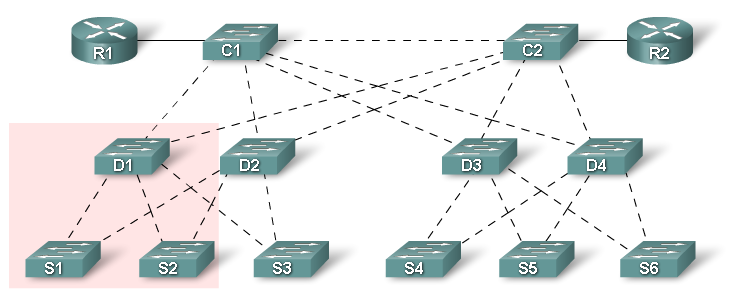 R1 C1 C2 R2
D1 D2 D3 D4
S1 S2 S3 S4 S5 S6